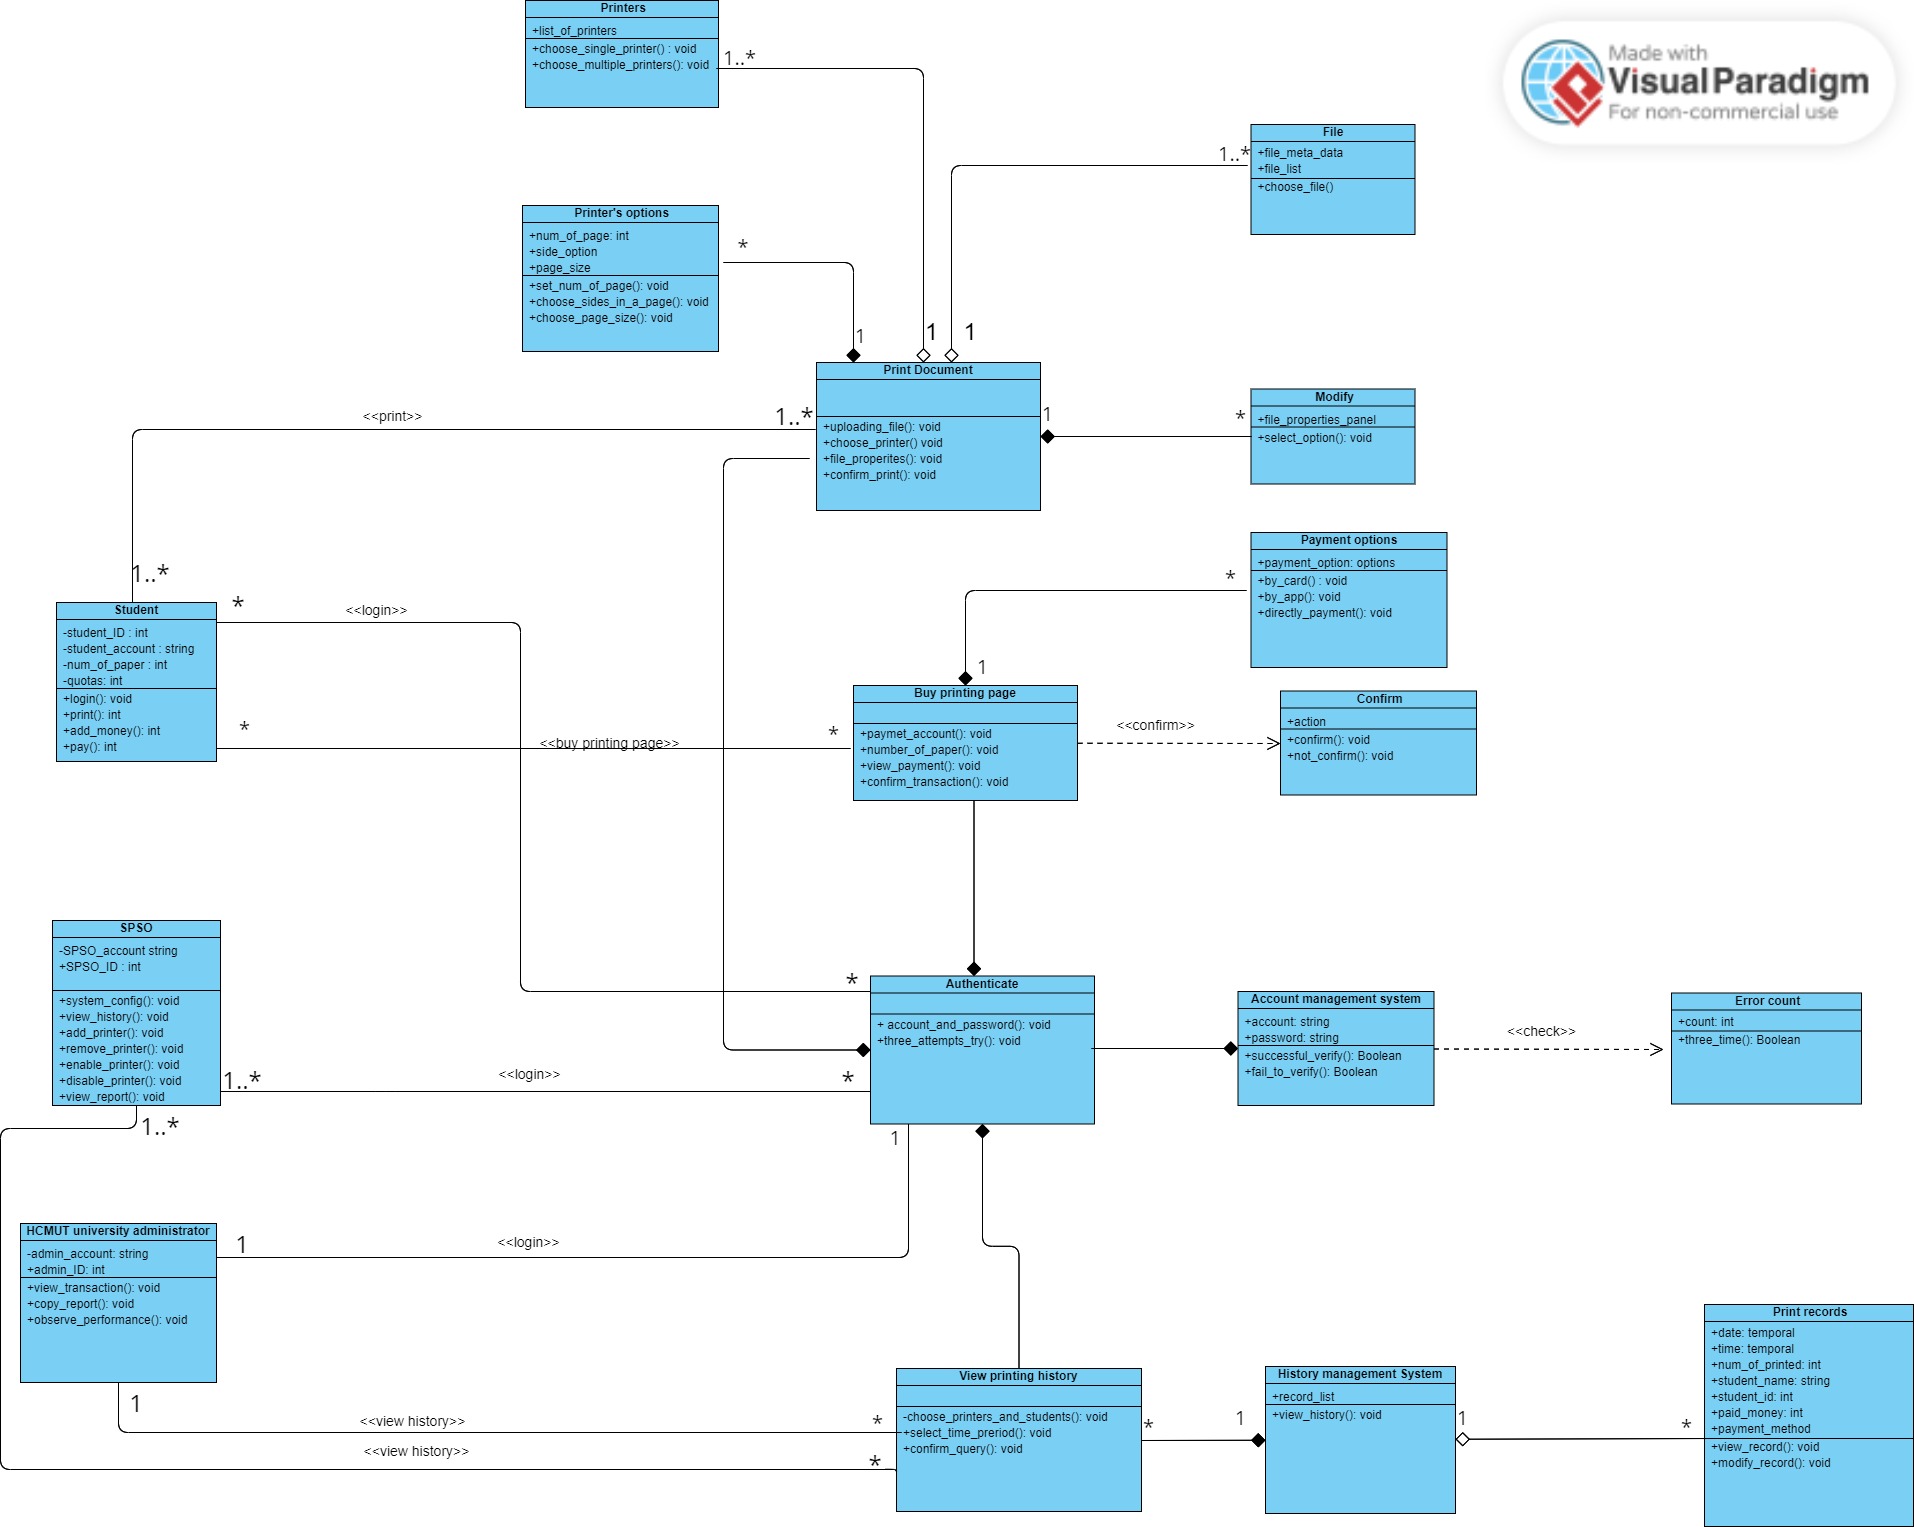 Printers
+list_of_printers
+choose_single_printer() : void
+choose_multiple_printers(): void
1..*
Made with
Visual Paradigm
For non-commercial use
File
+file_meta_data
+file_list
+choose_file()
1..*
Printer's options
+num_of_page: int
+side_option
+page_size
+set_num_of_page(): void
+choose_sides_in_a_page(): void
+choose_page_size(): void
*
1
1
1
Print Document
+uploading_file(): void
+choose_printer() void
+file_properites(): void
+confirm_print(): void
<<print>>
1..*
1
*
Modify
+file_properties_panel
+select_option(): void
Payment options
+payment_option: options
+by_card() : void
+by_app(): void
+directly_payment(): void
*
1
1..*
Student
-student_ID : int
-student_account : string
-num_of_paper : int
-quotas: int
+login(): void
+print(): int
+add_money(): int
+pay(): int
*
<<login>>
*
<<buy printing page>>
*
Buy printing page
+paymet_account(): void
+number_of_paper(): void
+view_payment(): void
+confirm_transaction(): void
<<confirm>>
Confirm
+action
+confirm(): void
+not_confirm(): void
SPSO
-SPSO_account string
+SPSO_ID : int
+system_config(): void
+view_history(): void
+add_printer(): void
+remove_printer(): void
+enable_printer(): void
+disable_printer(): void
+view_report(): void
*
Authenticate
+ account_and_password(): void
+three_attempts_try(): void
Account management system
+account: string
+password: string
+successful_verify(): Boolean
+fail_to_verify(): Boolean
<<check>>
Error count
+count: int
+three_time(): Boolean
1..*
<<login>>
*
1..*
1
HCMUT university administrator
-admin_account: string
+admin_ID: int
+view_transaction(): void
+copy_report(): void
+observe_performance(): void
1
<<login>>
1
<<view history>>
*
<<view history>>
*
View printing history
-choose_printers_and_students(): void
+select_time_preriod(): void
+confirm_query(): void
*
1
History management System
+record_list
+view_history(): void
1
*
Print records
+date: temporal
+time: temporal
+num_of_printed: int
+student_name: string
+student_id: int
+paid_money: int
+payment_method
+view_record(): void
+modify_record(): void